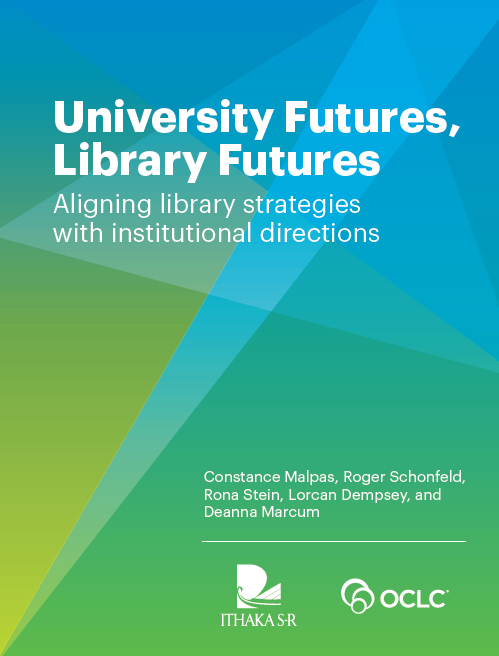 University Futures,
Library Futures
Aligning library strategies
with institutional directions
Constance Malpas, Roger Schonfeld,
Rona Stein, Lorcan Dempsey, and
Deanna Marcum
ITHAKA S·R
OCLC